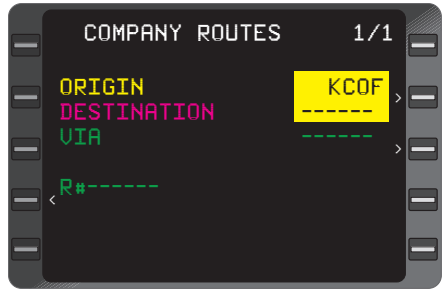 COMPANY ROUTES 1/1
ORIGIN KCOF
DESTINATION ------
VIA ------
R#------